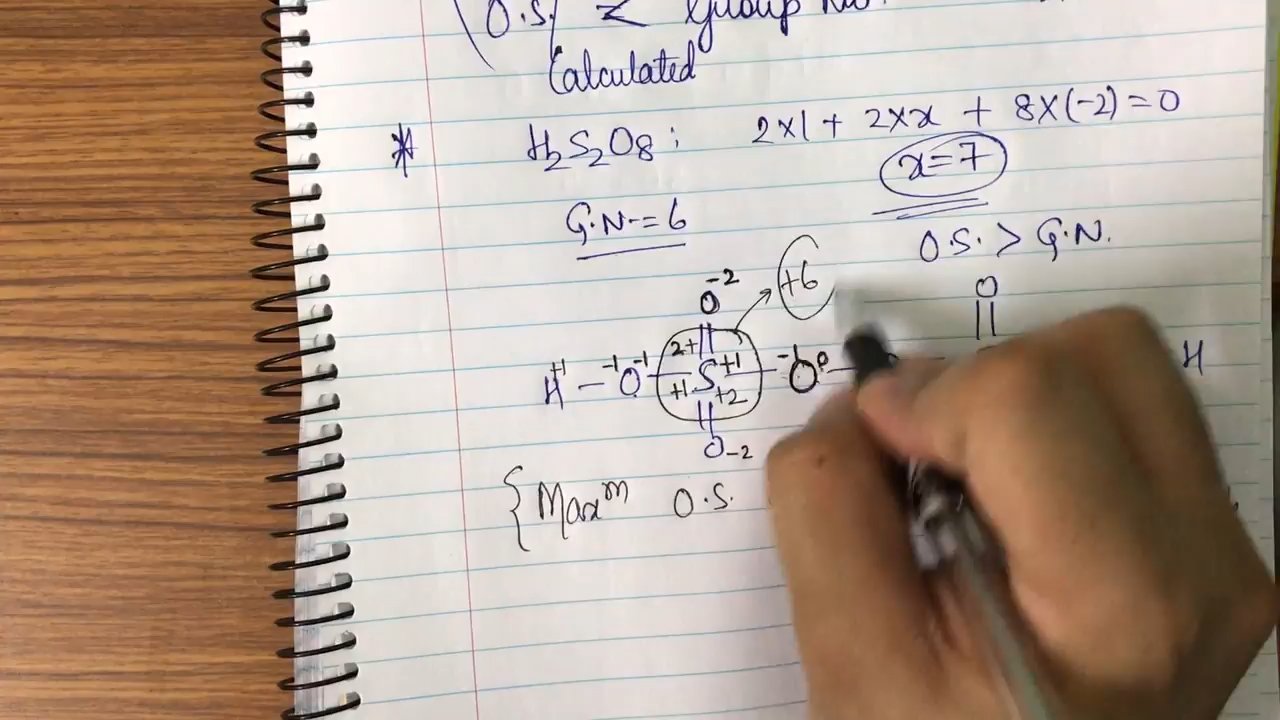 (O.S.) < Group No.
Calculated
* H₂S₂O₈ : 2×1 + 2×x + 8×(-2) = 0
x=7
G.N.=6
O.S. > G.N.
O⁻² +6 O
2+
H⁺¹ – ⁻¹O⁻¹ – S +1 – ⁻¹O⁰ – H
+1 +2
O₋₂
{ Maxᵐ O.S.